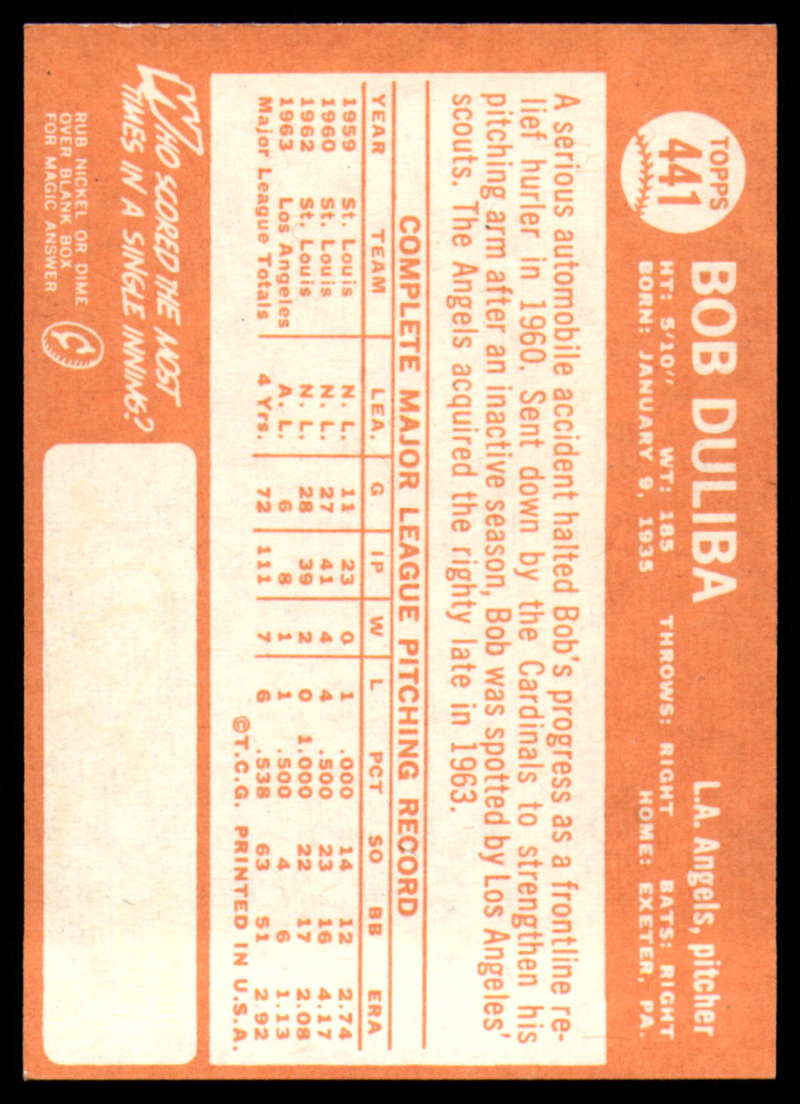 TOPPS
441
BOB DULIBA
L.A. Angels, pitcher
HT: 5'10" WT: 185 THROWS: RIGHT BATS: RIGHT
BORN: JANUARY 9, 1935 HOME: EXETER, PA.
A serious automobile accident halted Bob's progress as a frontline re-
lief hurler in 1960. Sent down by the Cardinals to strengthen his
pitching arm after an inactive season, Bob was spotted by Los Angeles'
scouts. The Angels acquired the righty late in 1963.
COMPLETE MAJOR LEAGUE PITCHING RECORD
YEAR TEAM LEA. G IP W L PCT SO BB ERA
1959 St. Louis N. L. 11 23 0 1 .000 14 12 2.74
1960 St. Louis N. L. 27 41 4 4 .500 23 16 4.17
1962 St. Louis N. L. 28 39 2 0 1.000 22 17 2.08
1963 Los Angeles A. L. 6 8 1 1 .500 4 6 1.13
Major League Totals 4 Yrs. 72 111 7 6 .538 63 51 2.92
©T.C.G. PRINTED IN U.S.A.
WHO SCORED THE MOST
TIMES IN A SINGLE INNING?
RUB NICKEL OR DIME
OVER BLANK BOX
FOR MAGIC ANSWER